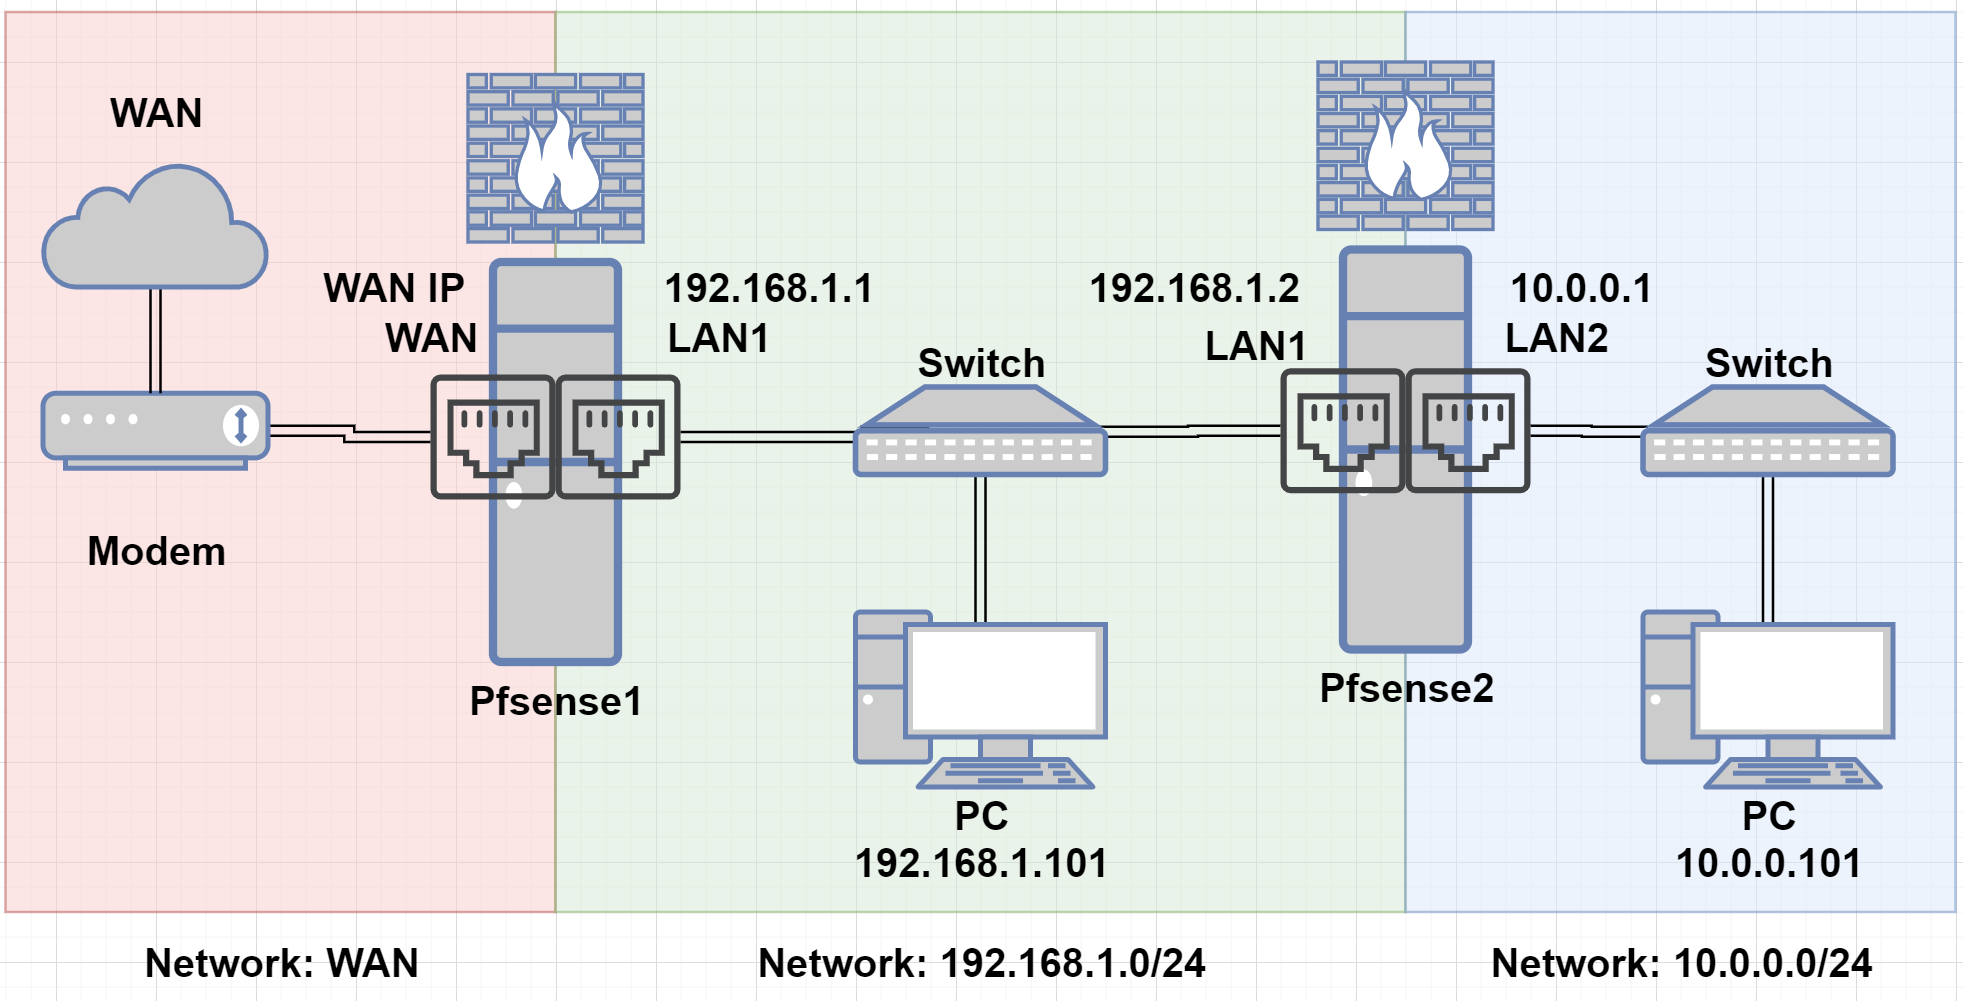 WAN
WAN IP
WAN
192.168.1.1
LAN1
192.168.1.2
LAN1
10.0.0.1
LAN2
Switch
Switch
Modem
Pfsense1
Pfsense2
PC
192.168.1.101
PC
10.0.0.101
Network: WAN
Network: 192.168.1.0/24
Network: 10.0.0.0/24